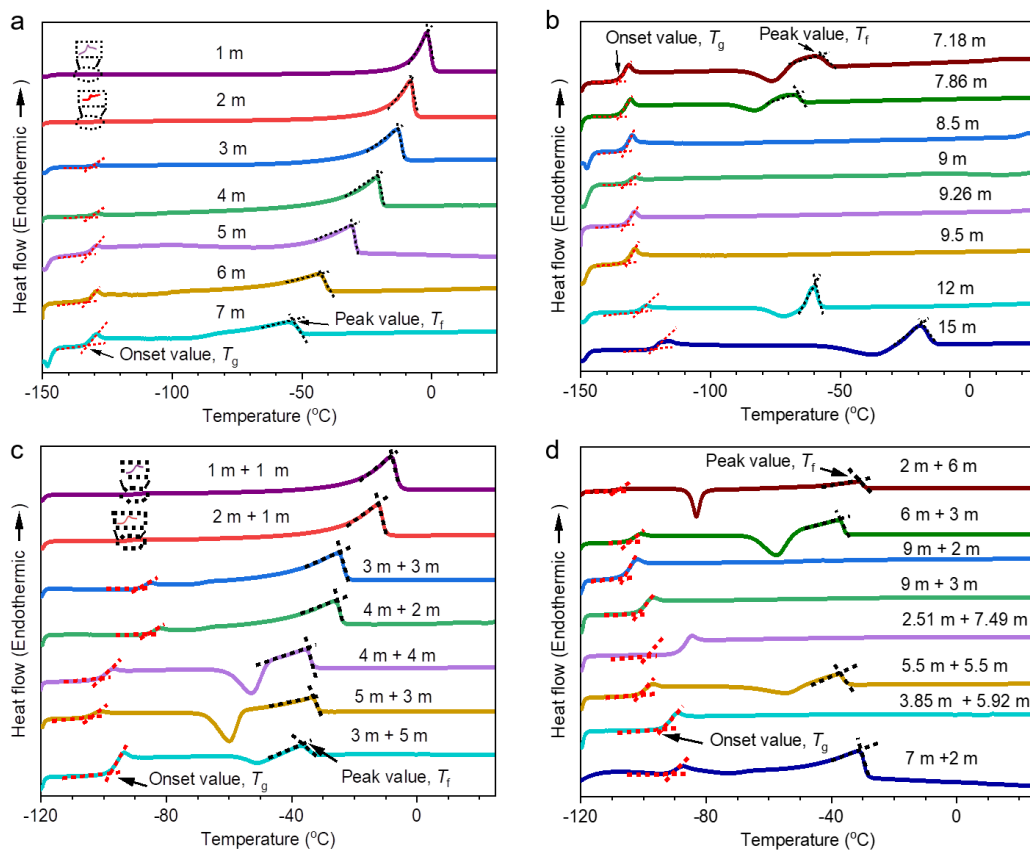 a
1 m
2 m
3 m
4 m
5 m
6 m
7 m
Peak value, Tf
Onset value, Tg
Heat flow (Endothermic
-150
-100
-50
0
Temperature (°C)
b
Onset value, Tg
Peak value, Tf
7.18 m
7.86 m
8.5 m
9 m
9.26 m
9.5 m
12 m
15 m
Heat flow (Endothermic
-150
-100
-50
0
Temperature (°C)
c
1 m + 1 m
2 m + 1 m
3 m + 3 m
4 m + 2 m
4 m + 4 m
5 m + 3 m
3 m + 5 m
Onset value, Tg
Peak value, Tf
Heat flow (Endothermic
-120
-80
-40
0
Temperature (°C)
d
Peak value, Tf
2 m + 6 m
6 m + 3 m
9 m + 2 m
9 m + 3 m
2.51 m + 7.49 m
5.5 m + 5.5 m
3.85 m + 5.92 m
Onset value, Tg
7 m +2 m
Heat flow (Endothermic
-120
-80
-40
0
Temperature (°C)